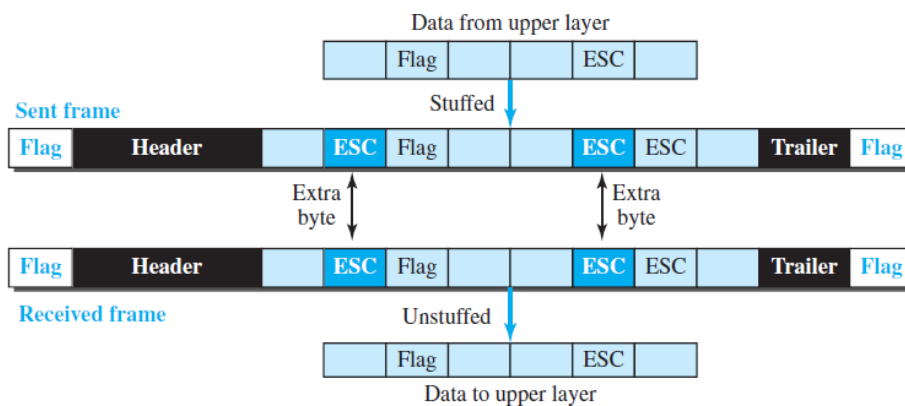 Data from upper layer
Flag ESC
Stuffed
Sent frame
Flag Header ESC Flag ESC ESC Trailer Flag
Extra byte Extra byte
Flag Header ESC Flag ESC ESC Trailer Flag
Received frame
Unstuffed
Flag ESC
Data to upper layer